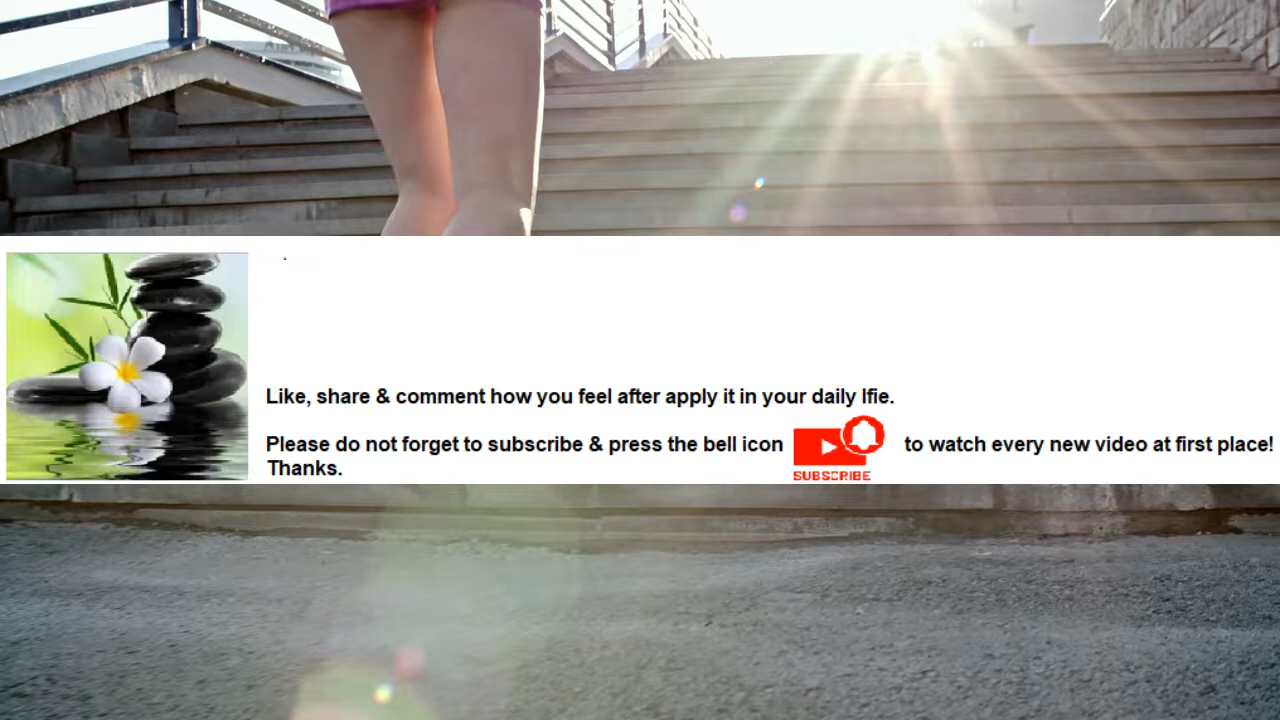 Like, share & comment how you feel after apply it in your daily lfie.
Please do not forget to subscribe & press the bell icon to watch every new video at first place!
SUBSCRIBE
Thanks.